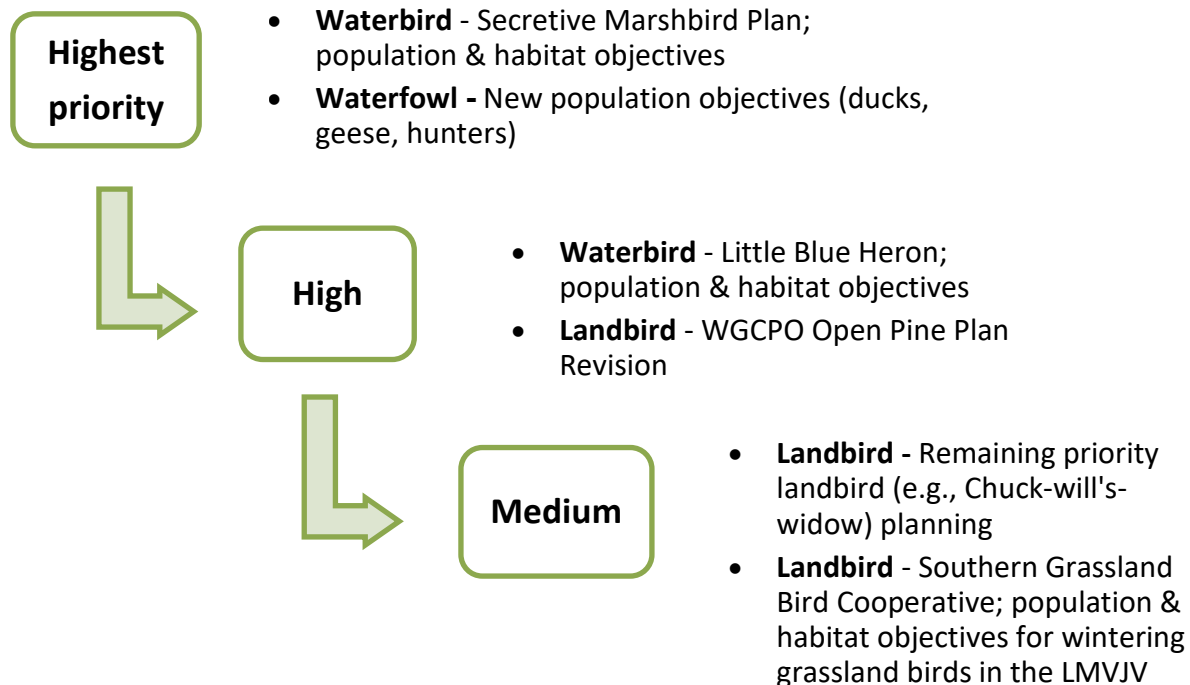 Highest
priority
• Waterbird - Secretive Marshbird Plan;
population & habitat objectives
• Waterfowl - New population objectives (ducks,
geese, hunters)
High
• Waterbird - Little Blue Heron;
population & habitat objectives
• Landbird - WGCPO Open Pine Plan
Revision
Medium
• Landbird - Remaining priority
landbird (e.g., Chuck-will's-
widow) planning
• Landbird - Southern Grassland
Bird Cooperative; population &
habitat objectives for wintering
grassland birds in the LMVJV